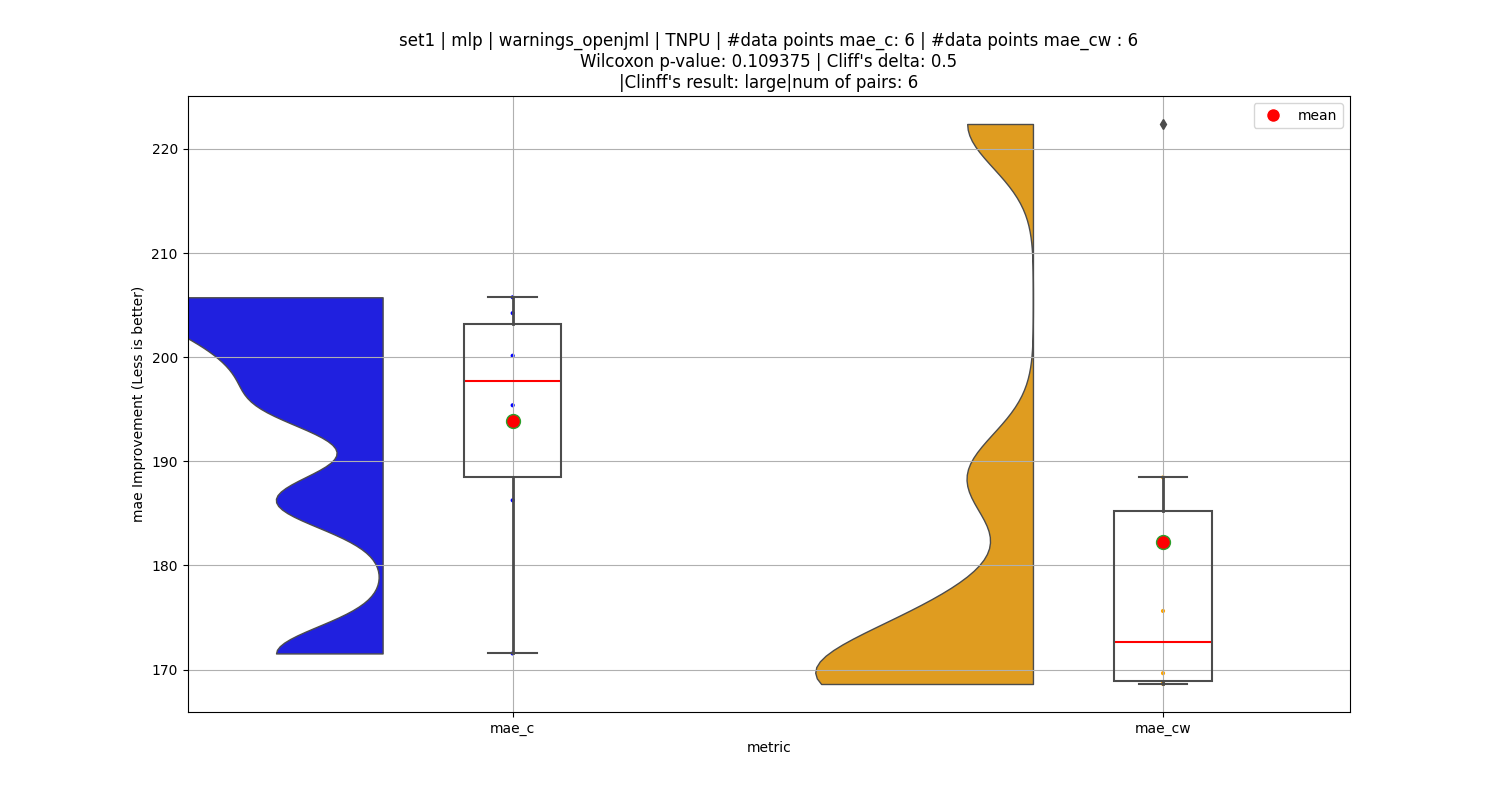 set1 | mlp | warnings_openjml | TNPU | #data points mae_c: 6 | #data points mae_cw : 6
Wilcoxon p-value: 0.109375 | Cliff's delta: 0.5
|Clinff's result: large|num of pairs: 6
mean
mae Improvement (Less is better)
220
210
200
190
180
170
mae_c
mae_cw
metric